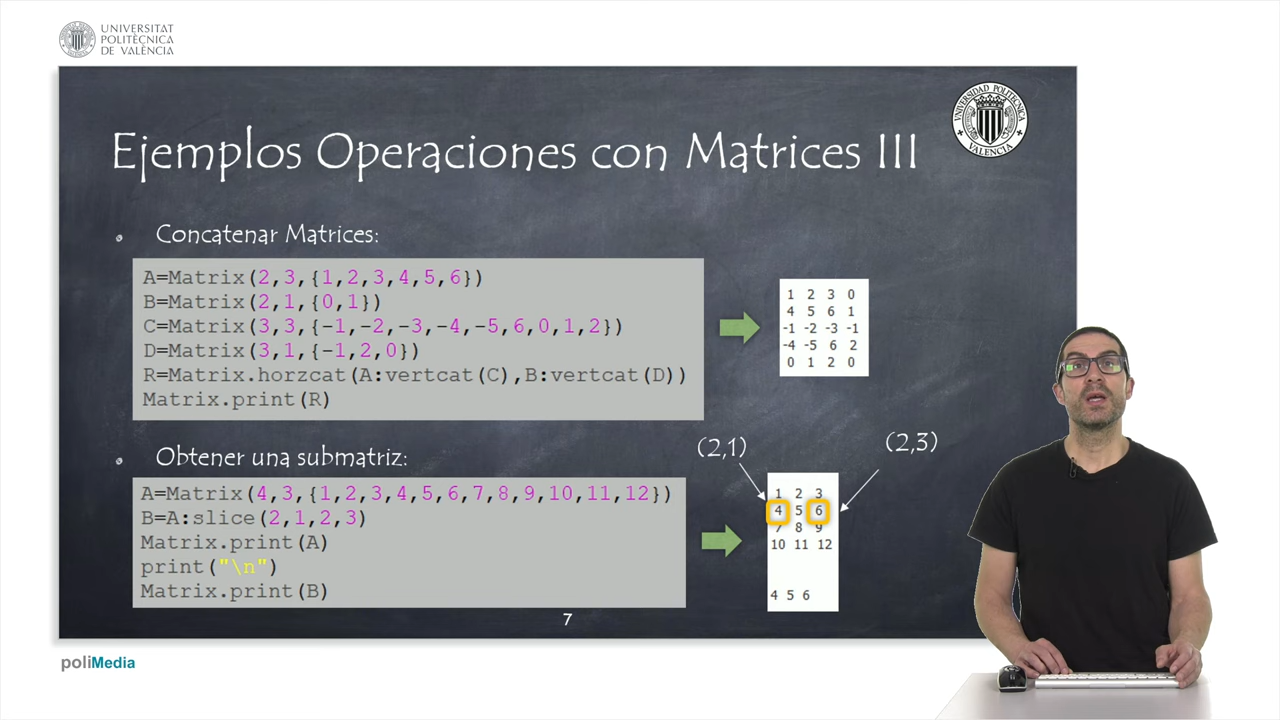 UNIVERSITAT
POLITÈCNICA
DE VALÈNCIA
UNIVERSIDAD POLITECNICA
VALENCIA
Ejemplos Operaciones con Matrices III
Concatenar Matrices:
A=Matrix(2,3,{1,2,3,4,5,6})
B=Matrix(2,1,{0,1})
C=Matrix(3,3,{-1,-2,-3,-4,-5,6,0,1,2})
D=Matrix(3,1,{-1,2,0})
R=Matrix.horzcat(A:vertcat(C),B:vertcat(D))
Matrix.print(R)
1 2 3 0
4 5 6 1
-1 -2 -3 -1
-4 -5 6 2
0 1 2 0
Obtener una submatriz:
A=Matrix(4,3,{1,2,3,4,5,6,7,8,9,10,11,12})
B=A:slice(2,1,2,3)
Matrix.print(A)
print("\n")
Matrix.print(B)
(2,1)
(2,3)
1 2 3
4 5 6
7 8 9
10 11 12
4 5 6
7
poliMedia